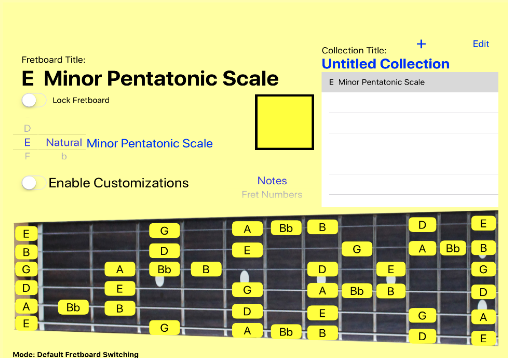 Fretboard Title:
E Minor Pentatonic Scale
Lock Fretboard
D
E Natural Minor Pentatonic Scale
F b
Enable Customizations
Notes
Fret Numbers
Collection Title:
+ Edit
Untitled Collection
E Minor Pentatonic Scale
E G A Bb B D E
B D E G A Bb B
G A Bb B D E G
D E G A Bb B D
A Bb B D E G A
E G A Bb B D E
Mode: Default Fretboard Switching